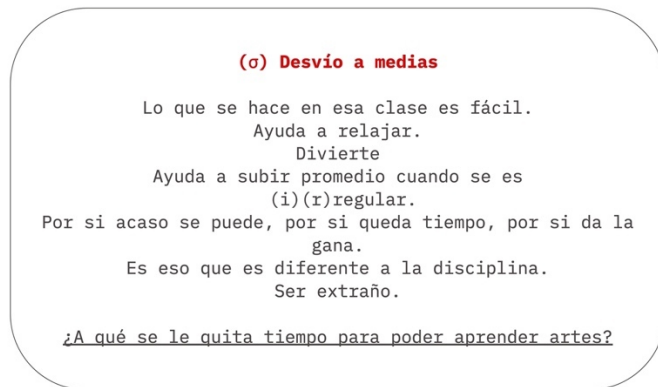 (σ) Desvío a medias
Lo que se hace en esa clase es fácil.
Ayuda a relajar.
Divierte
Ayuda a subir promedio cuando se es
(i)(r)regular.
Por si acaso se puede, por si queda tiempo, por si da la
gana.
Es eso que es diferente a la disciplina.
Ser extraño.
¿A qué se le quita tiempo para poder aprender artes?